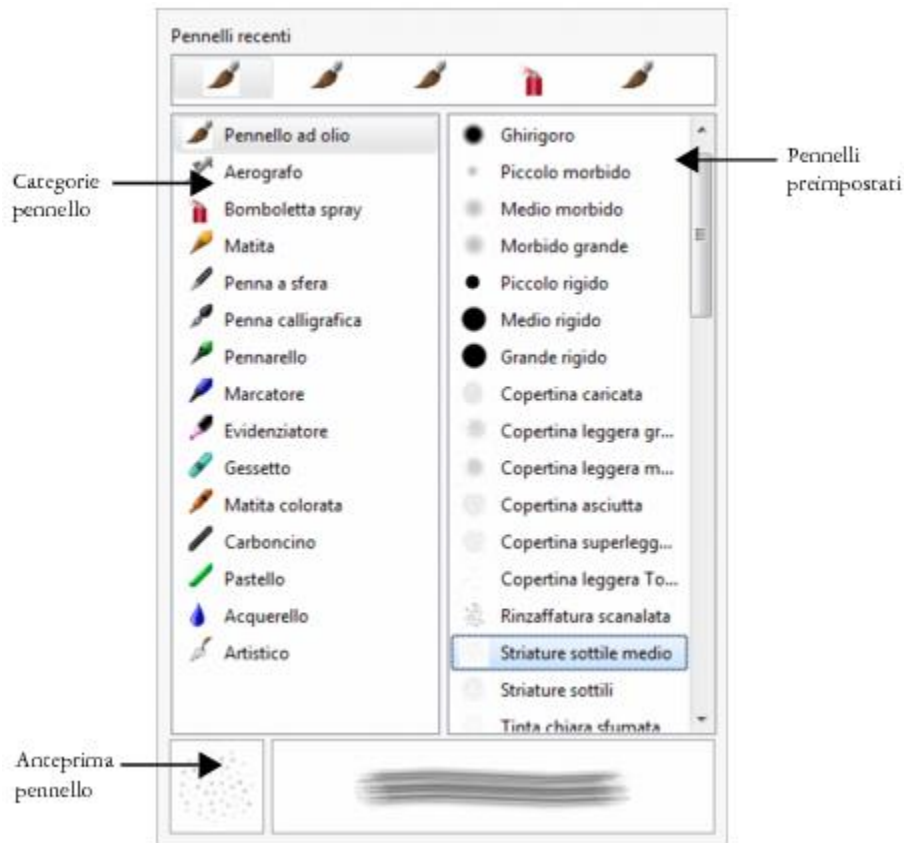 Pennelli recenti
Pennello ad olio
Aerografo
Bomboletta spray
Matita
Penna a sfera
Penna calligrafica
Pennarello
Marcatore
Evidenziatore
Gessetto
Matita colorata
Carboncino
Pastello
Acquerello
Artistico
Ghirigoro
Piccolo morbido
Medio morbido
Morbido grande
Piccolo rigido
Medio rigido
Grande rigido
Copertina caricata
Copertina leggera gr...
Copertina leggera m...
Copertina asciutta
Copertina superlegg...
Copertina leggera To...
Rinzaffatura scanalata
Striature sottile medio
Striature sottili
Tinta chiara sfumata
Categorie
pennello
Pennelli
preimpostati
Anteprima
pennello